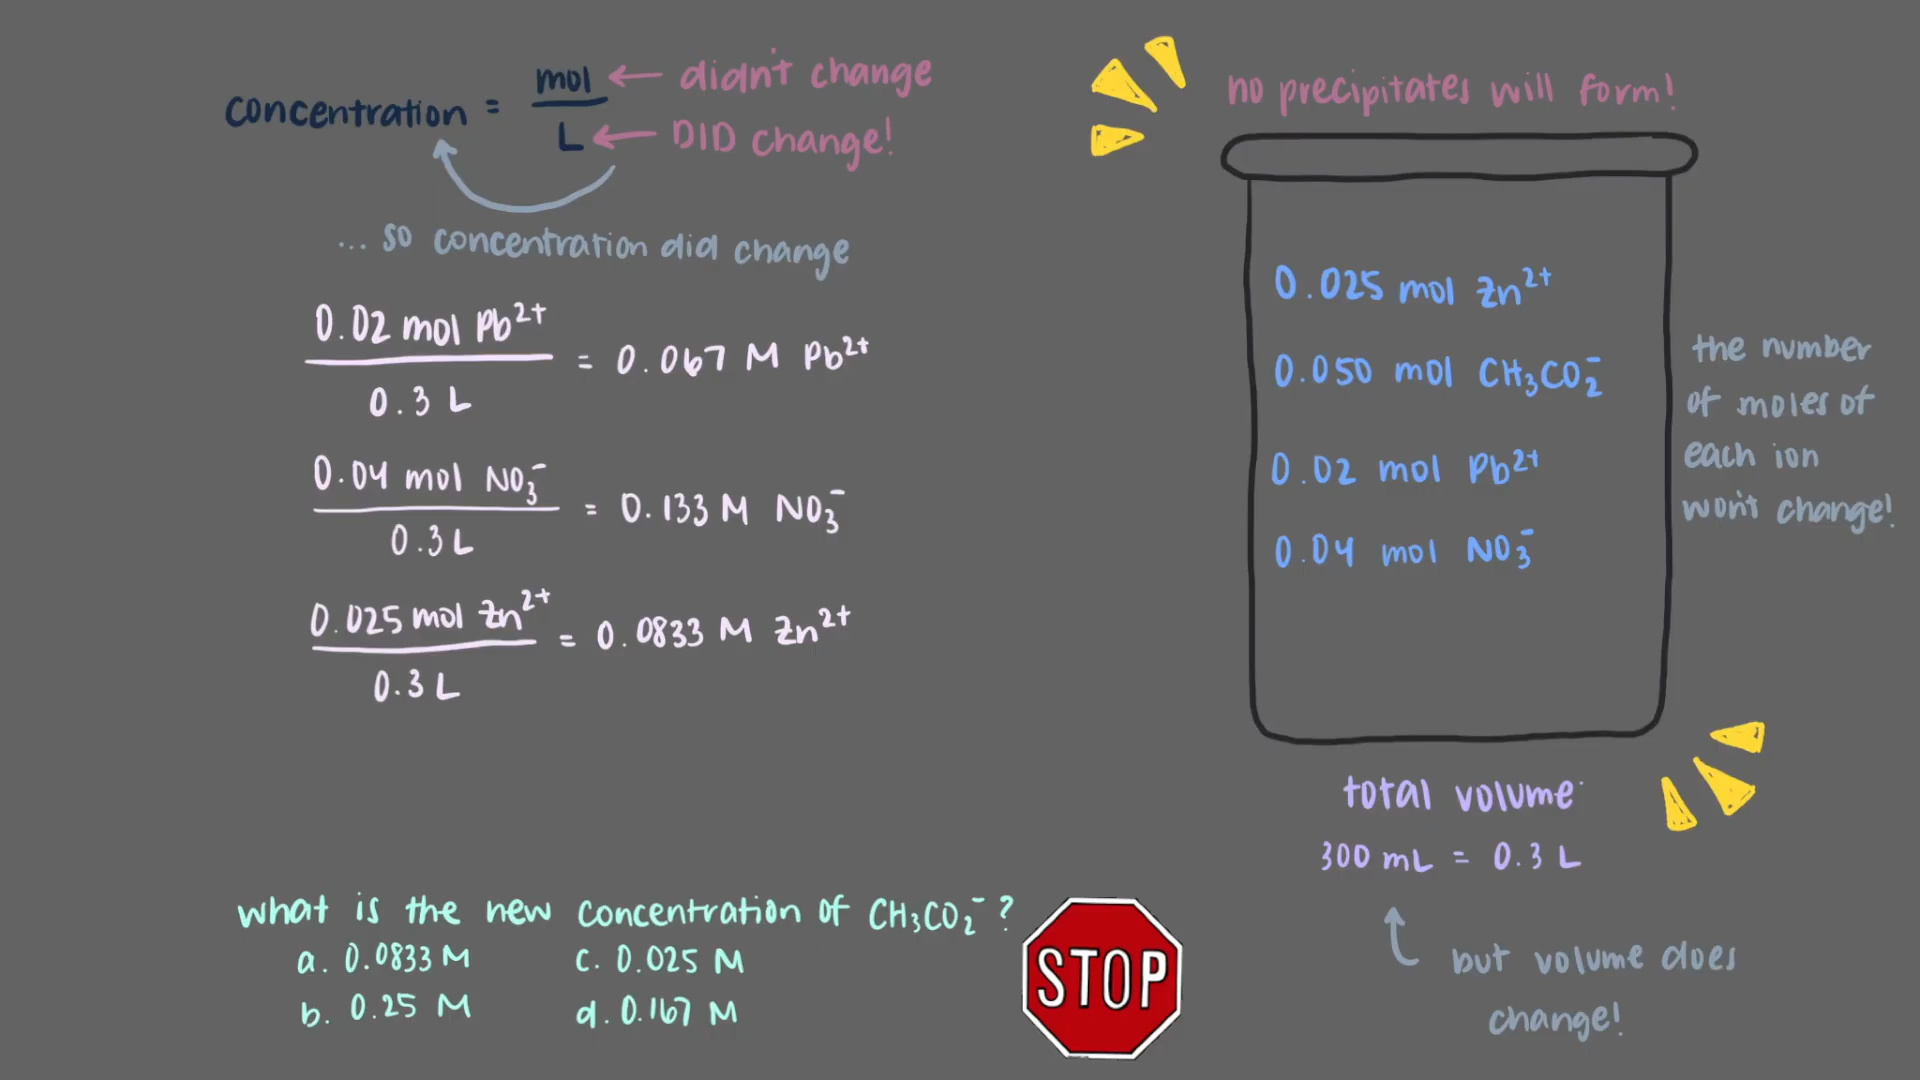 concentration = mol / L
← didn't change
← DID change!
... so concentration did change
0.02 mol Pb²⁺ / 0.3 L = 0.067 M Pb²⁺
0.04 mol NO₃⁻ / 0.3 L = 0.133 M NO₃⁻
0.025 mol Zn²⁺ / 0.3 L = 0.0833 M Zn²⁺
what is the new concentration of CH₃CO₂⁻ ?
a. 0.0833 M
b. 0.25 M
c. 0.025 M
d. 0.167 M
STOP
no precipitates will form!
0.025 mol Zn²⁺
0.050 mol CH₃CO₂⁻
0.02 mol Pb²⁺
0.04 mol NO₃⁻
the number
of moles of
each ion
won't change!
total volume:
300 mL = 0.3 L
but volume does
change!